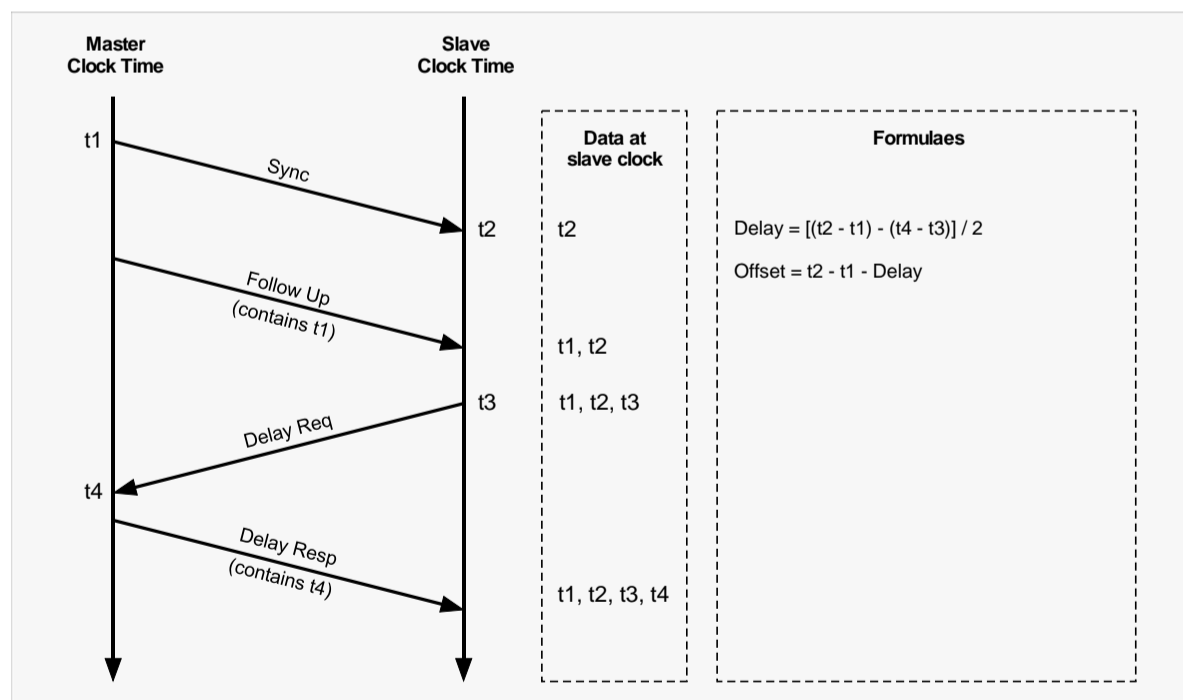 Master
Clock Time
Slave
Clock Time
t1
Sync
t2
Follow Up
(contains t1)
t3
Delay Req
t4
Delay Resp
(contains t4)
Data at
slave clock
t2
t1, t2
t1, t2, t3
t1, t2, t3, t4
Formulaes
Delay = [(t2 - t1) - (t4 - t3)] / 2
Offset = t2 - t1 - Delay